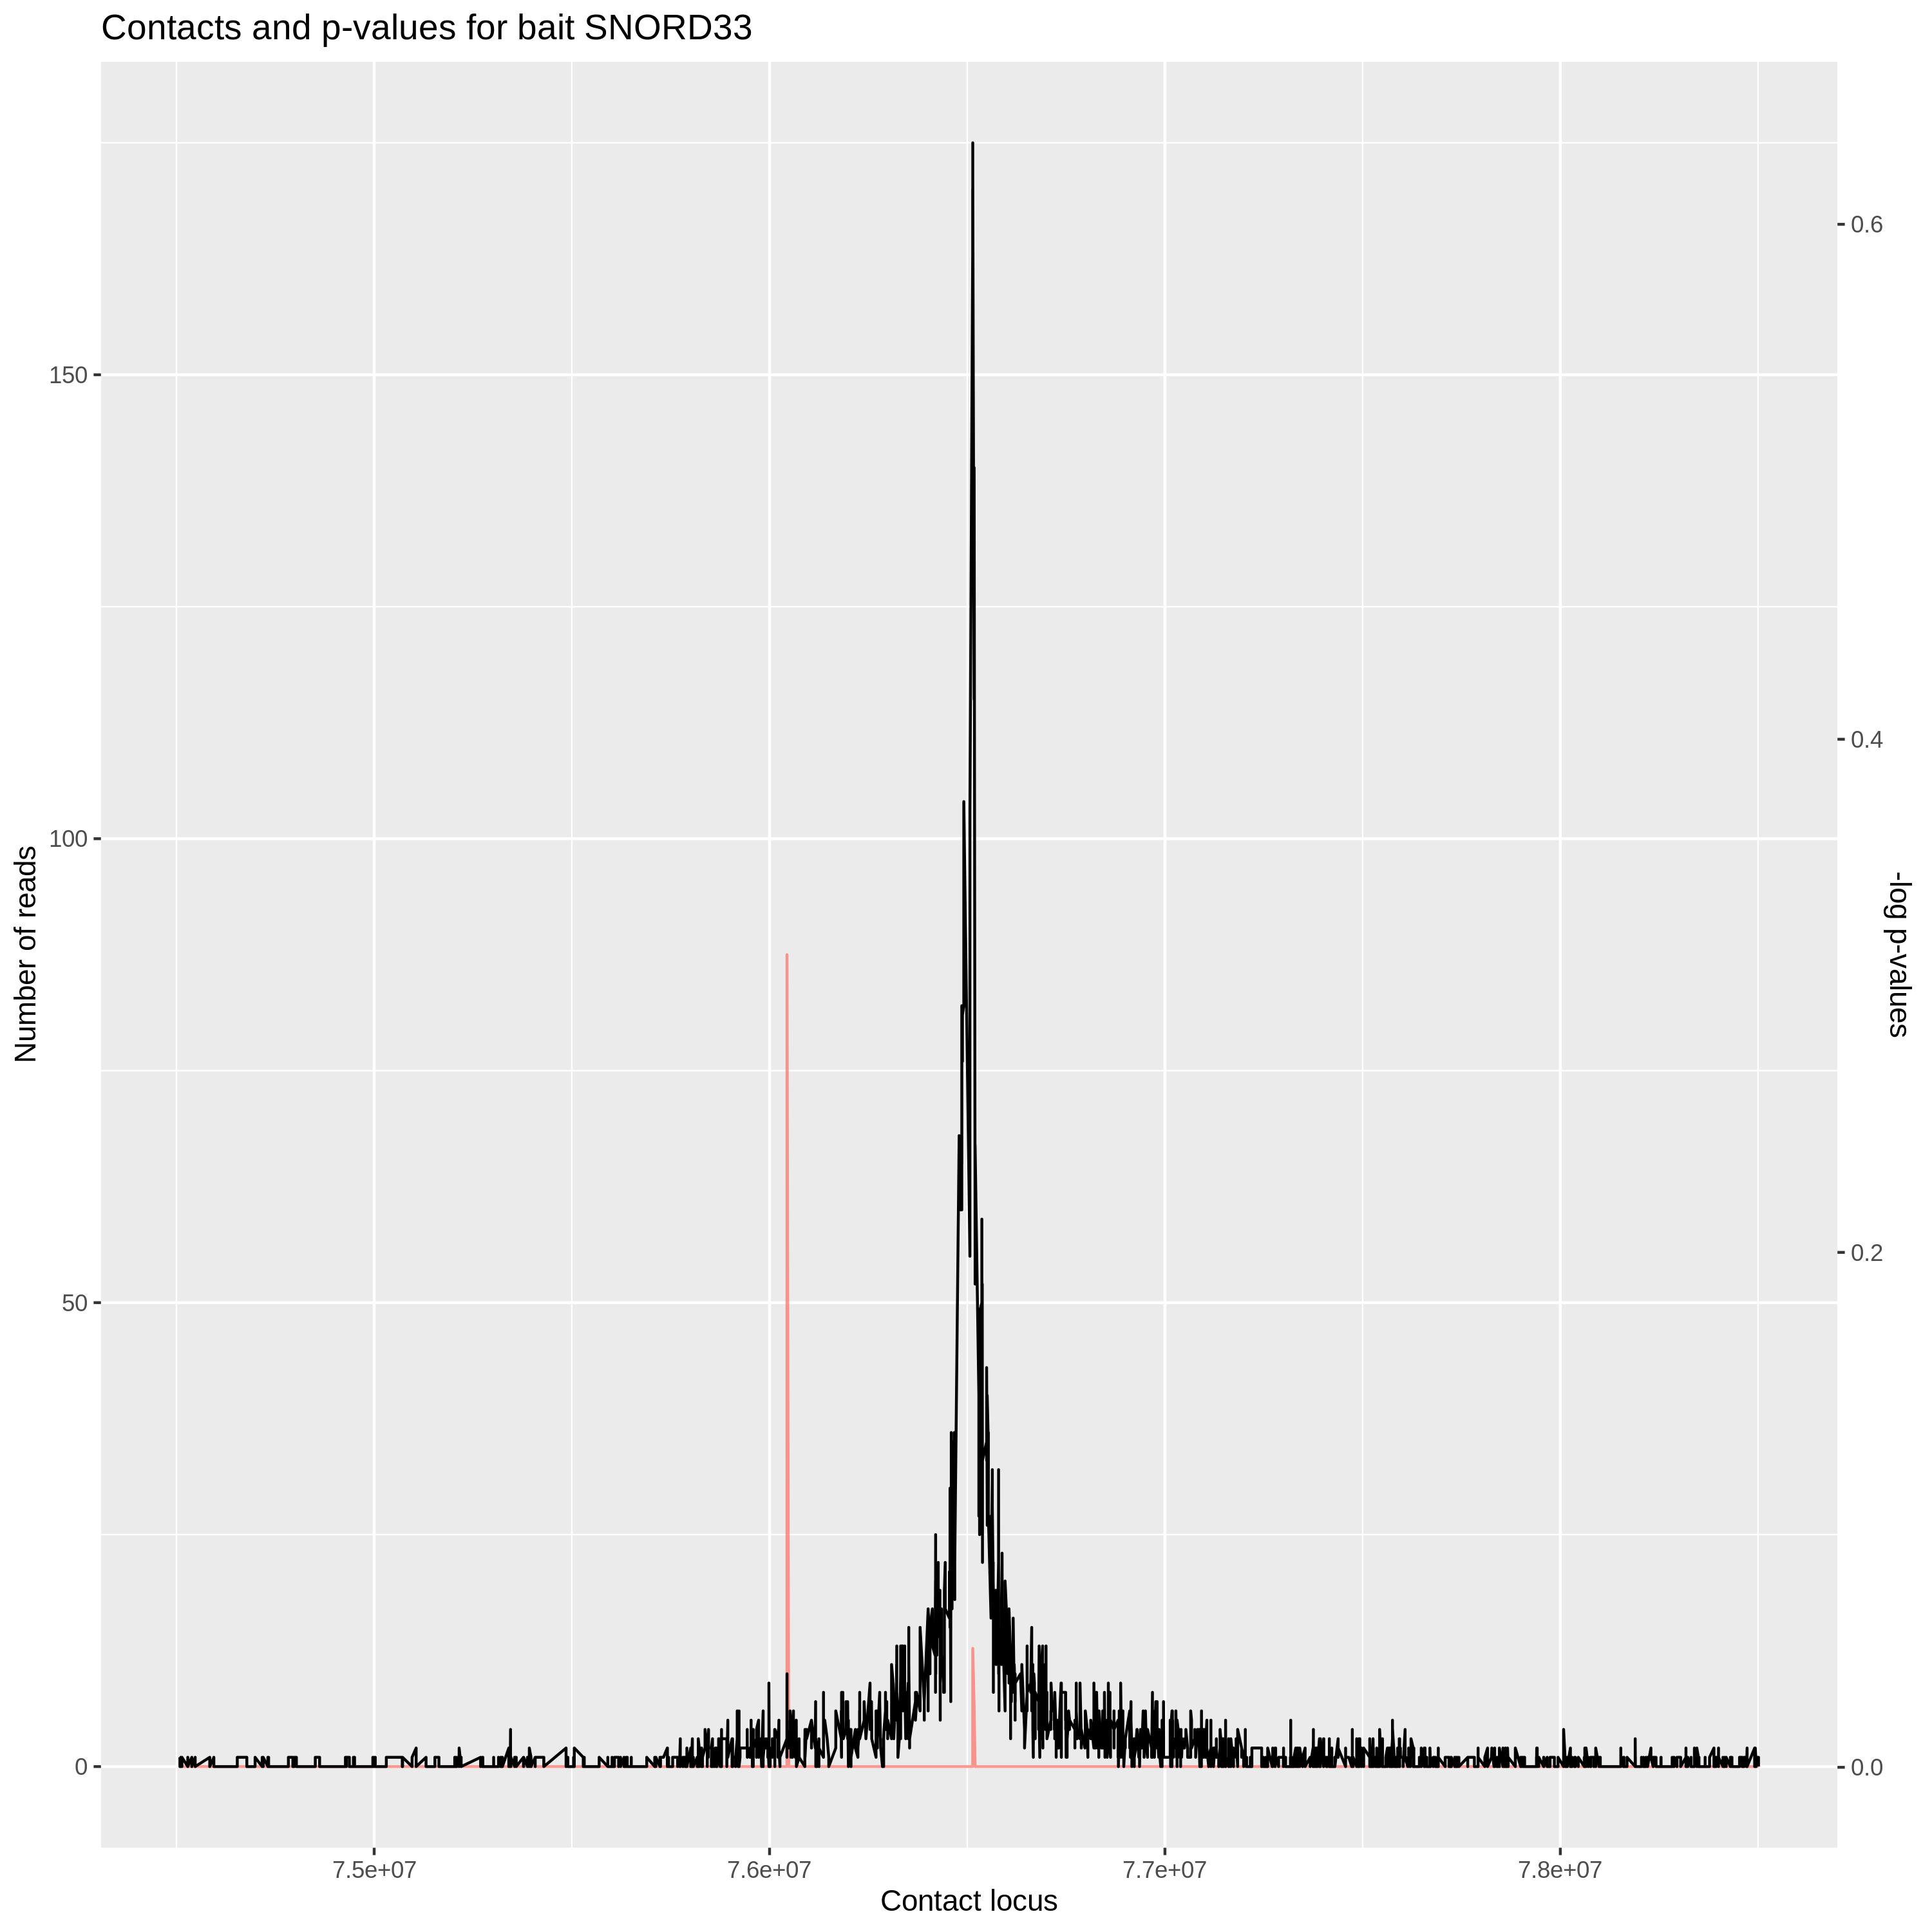 Contacts and p-values for bait SNORD33
Number of reads
150
100
50
0
0.6
0.4
0.2
0.0
-log p-values
7.5e+07
7.6e+07
7.7e+07
7.8e+07
Contact locus